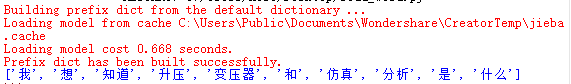 Building prefix dict from the default dictionary ...
Loading model from cache C:\Users\Public\Documents\Wondershare\CreatorTemp\jieba
.cache
Loading model cost 0.668 seconds.
Prefix dict has been built successfully.
['我', '想', '知道', '升压', '变压器', '和', '仿真', '分析', '是', '什么']